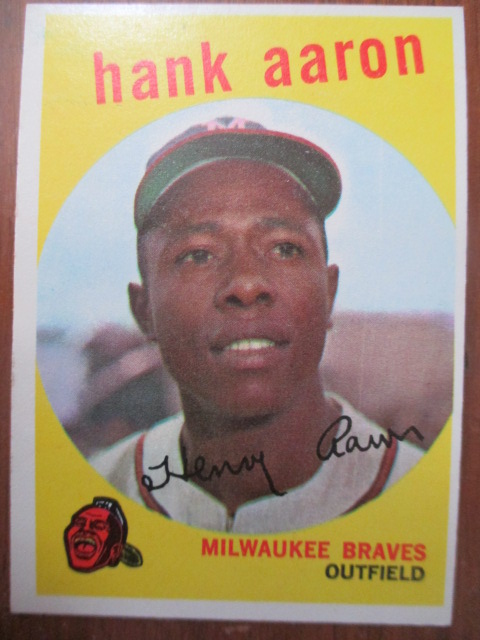 hank aaron
M
Henry Aaron
MILWAUKEE BRAVES
OUTFIELD